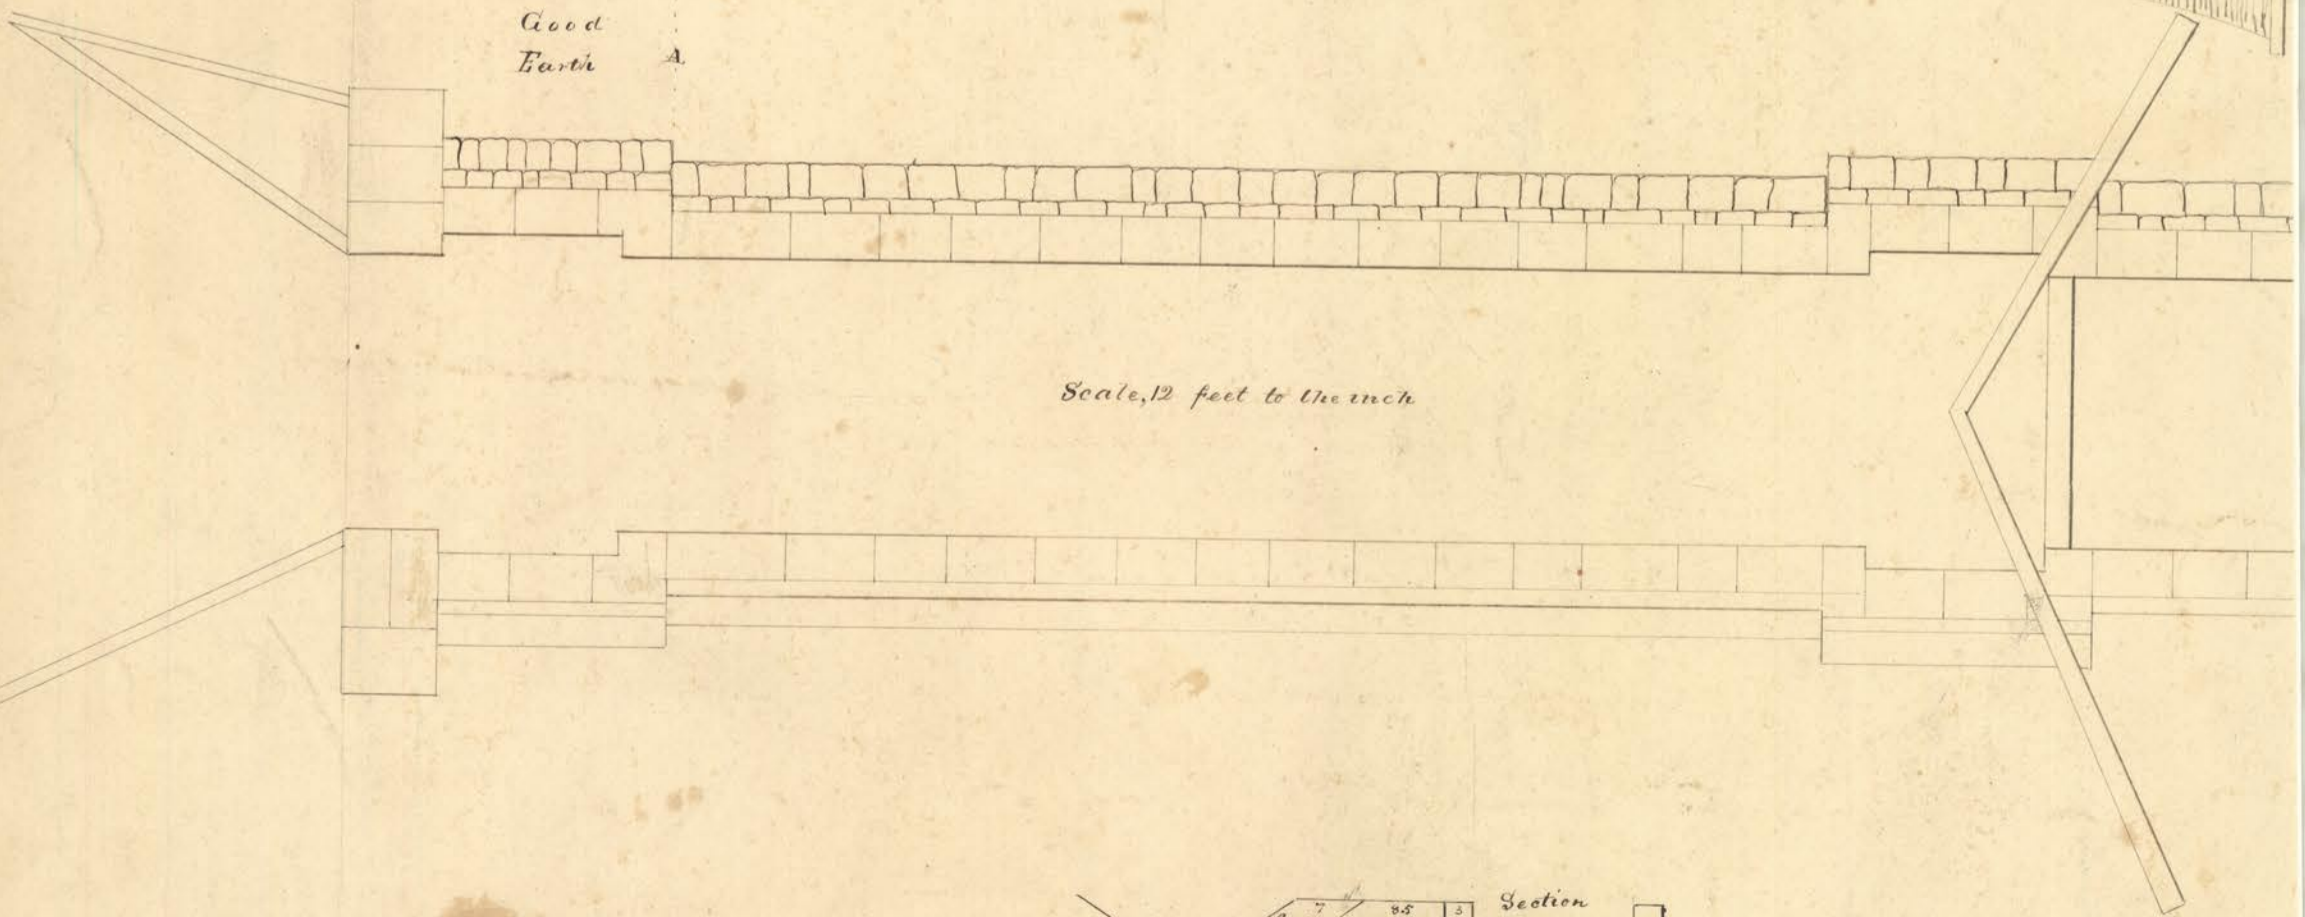 Good
Earth A
Scale, 12 feet to the inch
Section
7 8.5 3